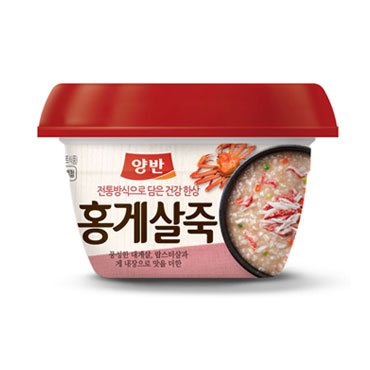 양반
전통방식으로 담은 건강 한상
홍게살죽
풍성한 대게살, 랍스터살과
게 내장으로 맛을 더한